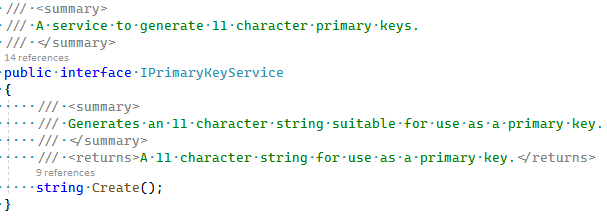 /// <summary>
/// A service to generate 11 character primary keys.
/// </summary>
14 references
public interface IPrimaryKeyService
{
/// <summary>
/// Generates an 11 character string suitable for use as a primary key.
/// </summary>
/// <returns>A 11 character string for use as a primary key.</returns>
9 references
string Create();
}